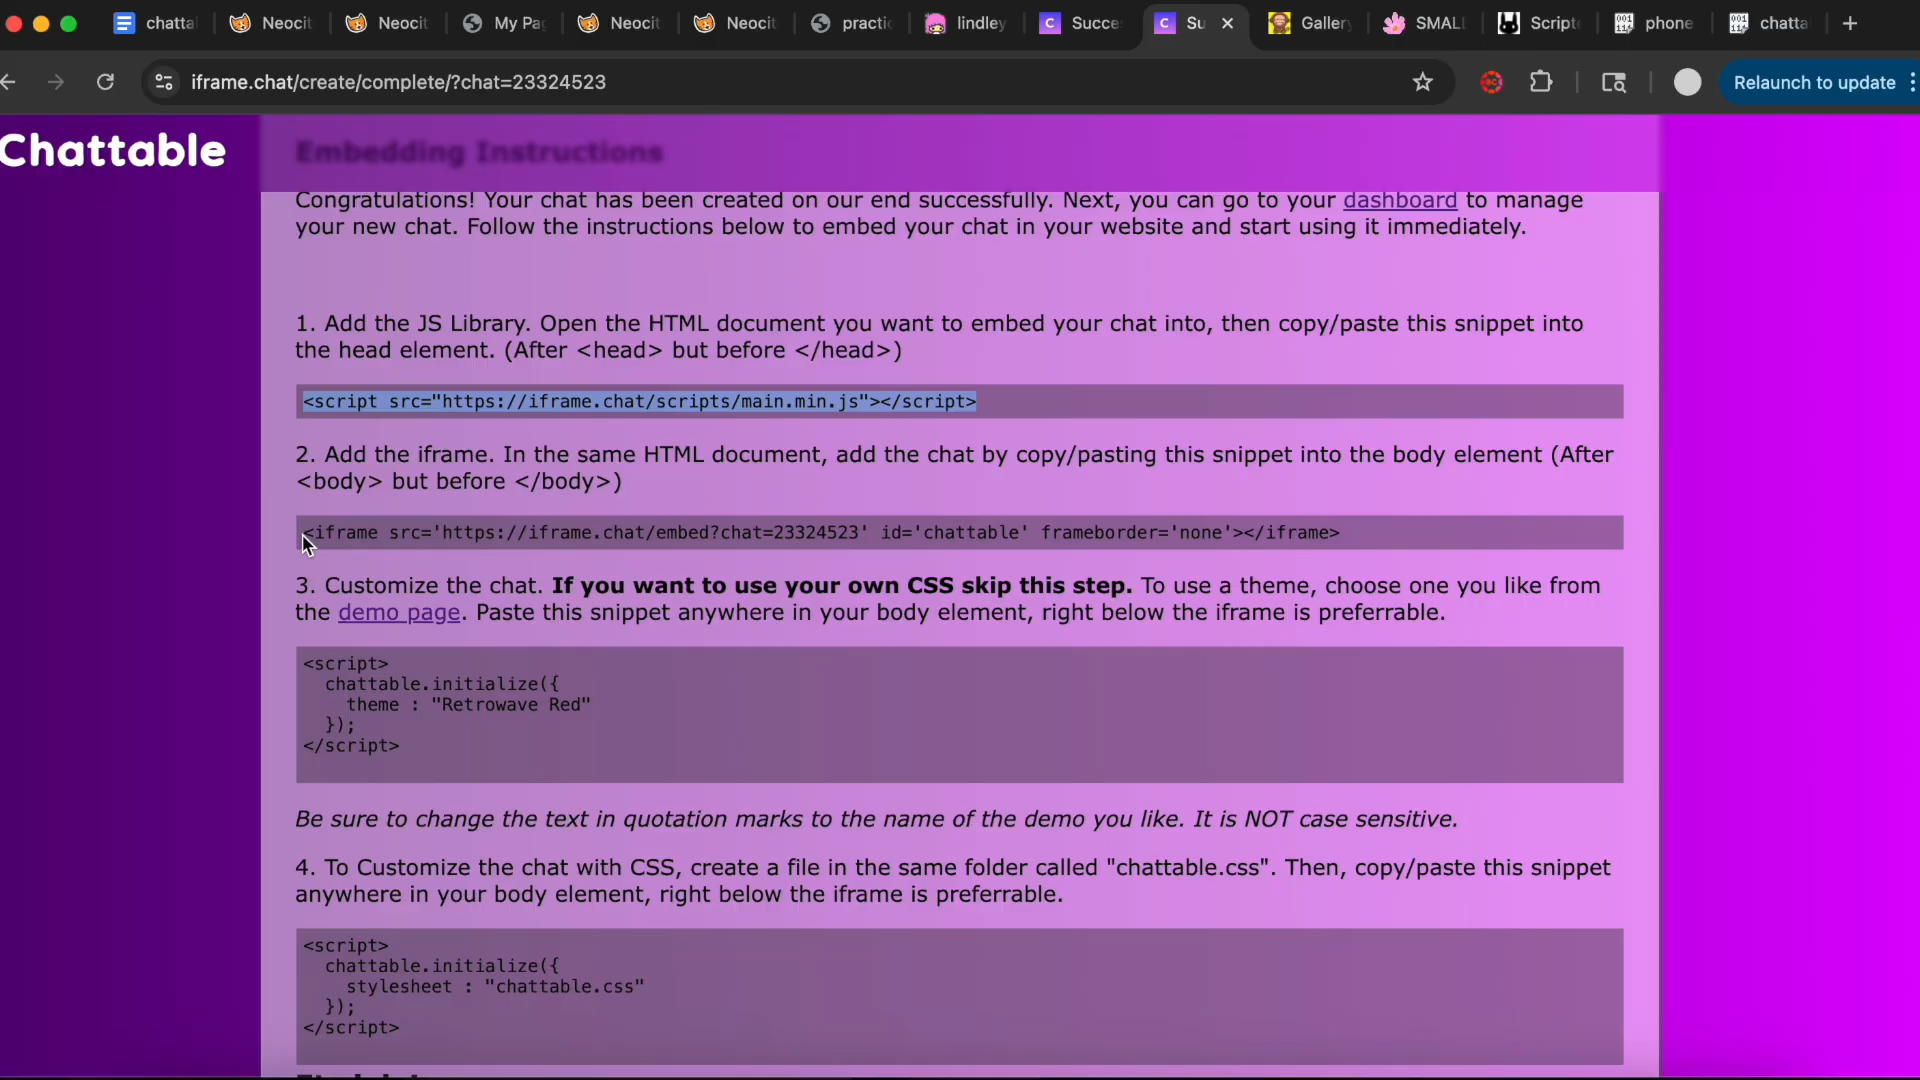 chatta
Neocit
Neocit
My Pa
Neocit
Neocit
practic
lindley
Succe
Su
Gallery
SMALL
Script
phone
chatta
iframe.chat/create/complete/?chat=23324523
Relaunch to update
Chattable
Embedding Instructions
Congratulations! Your chat has been created on our end successfully. Next, you can go to your dashboard to manage
your new chat. Follow the instructions below to embed your chat in your website and start using it immediately.
1. Add the JS Library. Open the HTML document you want to embed your chat into, then copy/paste this snippet into
the head element. (After <head> but before </head>)
<script src="https://iframe.chat/scripts/main.min.js"></script>
2. Add the iframe. In the same HTML document, add the chat by copy/pasting this snippet into the body element (After
<body> but before </body>)
<iframe src='https://iframe.chat/embed?chat=23324523' id='chattable' frameborder='none'></iframe>
3. Customize the chat. If you want to use your own CSS skip this step. To use a theme, choose one you like from
the demo page. Paste this snippet anywhere in your body element, right below the iframe is preferrable.
<script>
chattable.initialize({
theme : "Retrowave Red"
});
</script>
Be sure to change the text in quotation marks to the name of the demo you like. It is NOT case sensitive.
4. To Customize the chat with CSS, create a file in the same folder called "chattable.css". Then, copy/paste this snippet
anywhere in your body element, right below the iframe is preferrable.
<script>
chattable.initialize({
stylesheet : "chattable.css"
});
</script>